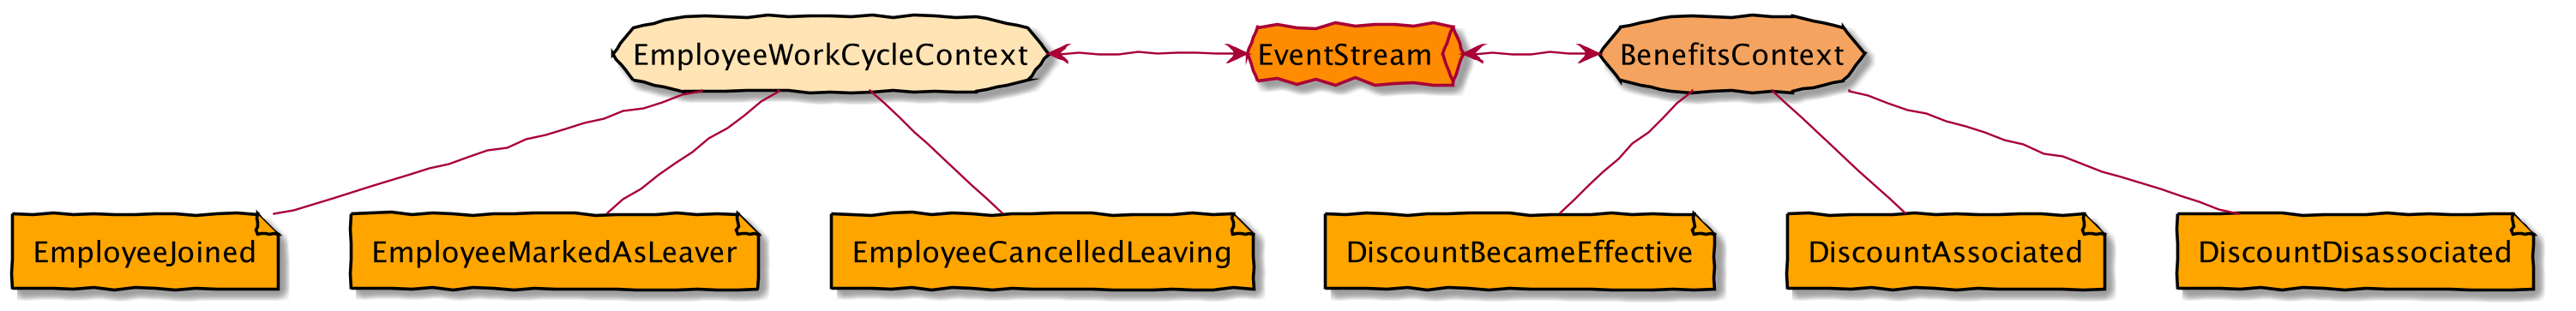 EmployeeWorkCycleContext
EventStream
BenefitsContext
EmployeeJoined
EmployeeMarkedAsLeaver
EmployeeCancelledLeaving
DiscountBecameEffective
DiscountAssociated
DiscountDisassociated